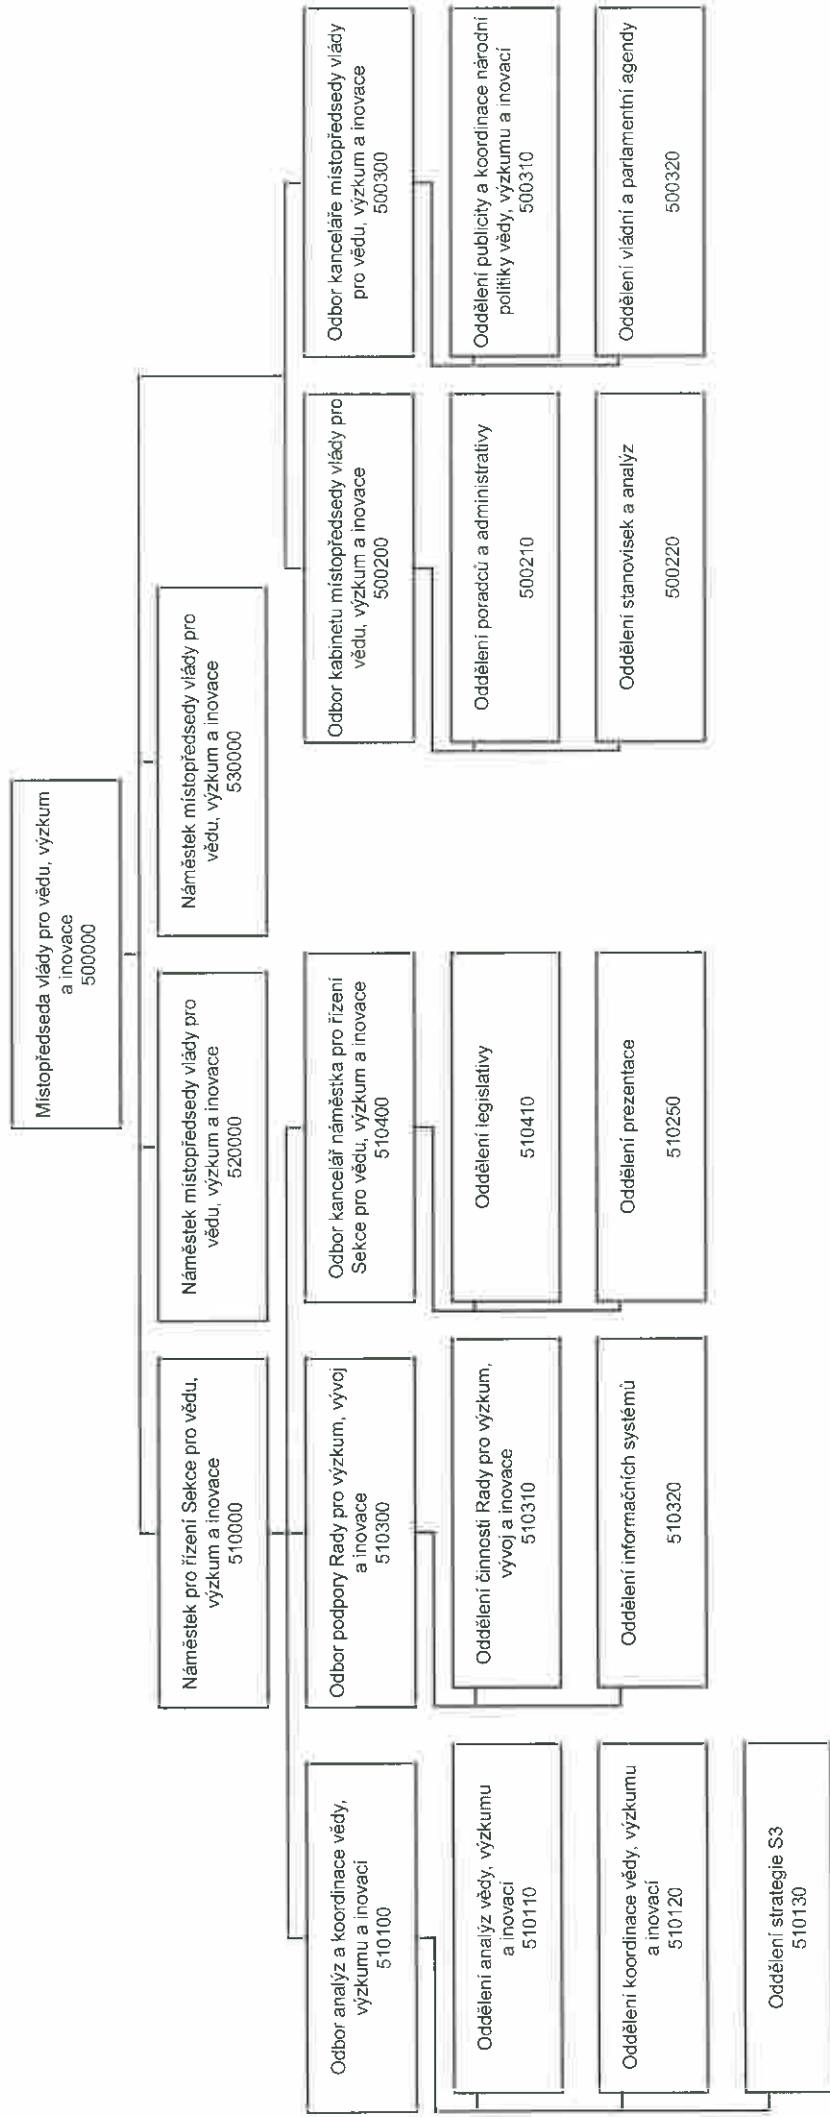 Místopředseda vlády pro vědu, výzkum
a inovace
500000
Náměstek pro řízení Sekce pro vědu,
výzkum a inovace
510000
Náměstek místopředsedy vlády pro
vědu, výzkum a inovace
520000
Náměstek místopředsedy vlády pro
vědu, výzkum a inovace
530000
Odbor analýz a koordinace vědy,
výzkumu a inovací
510100
Odbor podpory Rady pro výzkum, vývoj
a inovace
510300
Odbor kancelář náměstka pro řízení
Sekce pro vědu, výzkum a inovace
510400
Odbor kabinetu místopředsedy vlády pro
vědu, výzkum a inovace
500200
Odbor kanceláře místopředsedy vlády
pro vědu, výzkum a inovace
500300
Oddělení analýz vědy, výzkumu
a inovací
510110
Oddělení činnosti Rady pro výzkum,
vývoj a inovace
510310
Oddělení legislativy
510410
Oddělení poradců a administrativy
500210
Oddělení publicity a koordinace národní
politiky vědy, výzkumu a inovací
500310
Oddělení koordinace vědy, výzkumu
a inovací
510120
Oddělení informačních systémů
510320
Oddělení prezentace
510250
Oddělení stanovisek a analýz
500220
Oddělení vládní a parlamentní agendy
500320
Oddělení strategie S3
510130